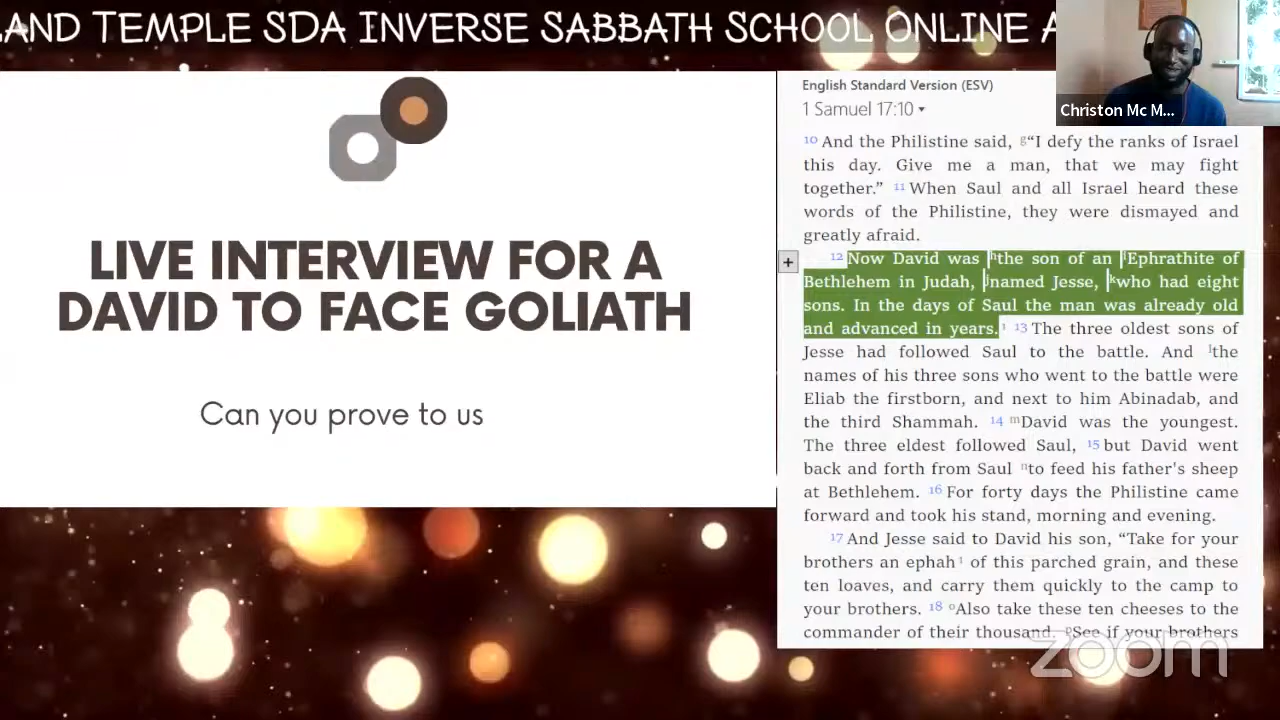 AND TEMPLE SDA INVERSE SABBATH SCHOOL ONLINE A
Christon Mc M...
LIVE INTERVIEW FOR A
DAVID TO FACE GOLIATH
Can you prove to us
English Standard Version (ESV)
1 Samuel 17:10
10 And the Philistine said, g“I defy the ranks of Israel
this day. Give me a man, that we may fight
together.” 11 When Saul and all Israel heard these
words of the Philistine, they were dismayed and
greatly afraid.
12 Now David was hthe son of an iEphrathite of
Bethlehem in Judah, jnamed Jesse, kwho had eight
sons. In the days of Saul the man was already old
and advanced in years.1 13 The three oldest sons of
Jesse had followed Saul to the battle. And lthe
names of his three sons who went to the battle were
Eliab the firstborn, and next to him Abinadab, and
the third Shammah. 14 mDavid was the youngest.
The three eldest followed Saul, 15 but David went
back and forth from Saul nto feed his father's sheep
at Bethlehem. 16 For forty days the Philistine came
forward and took his stand, morning and evening.
17 And Jesse said to David his son, “Take for your
brothers an ephah1 of this parched grain, and these
ten loaves, and carry them quickly to the camp to
your brothers. 18 oAlso take these ten cheeses to the
commander of their thousand. pSee if your brothers
zoom